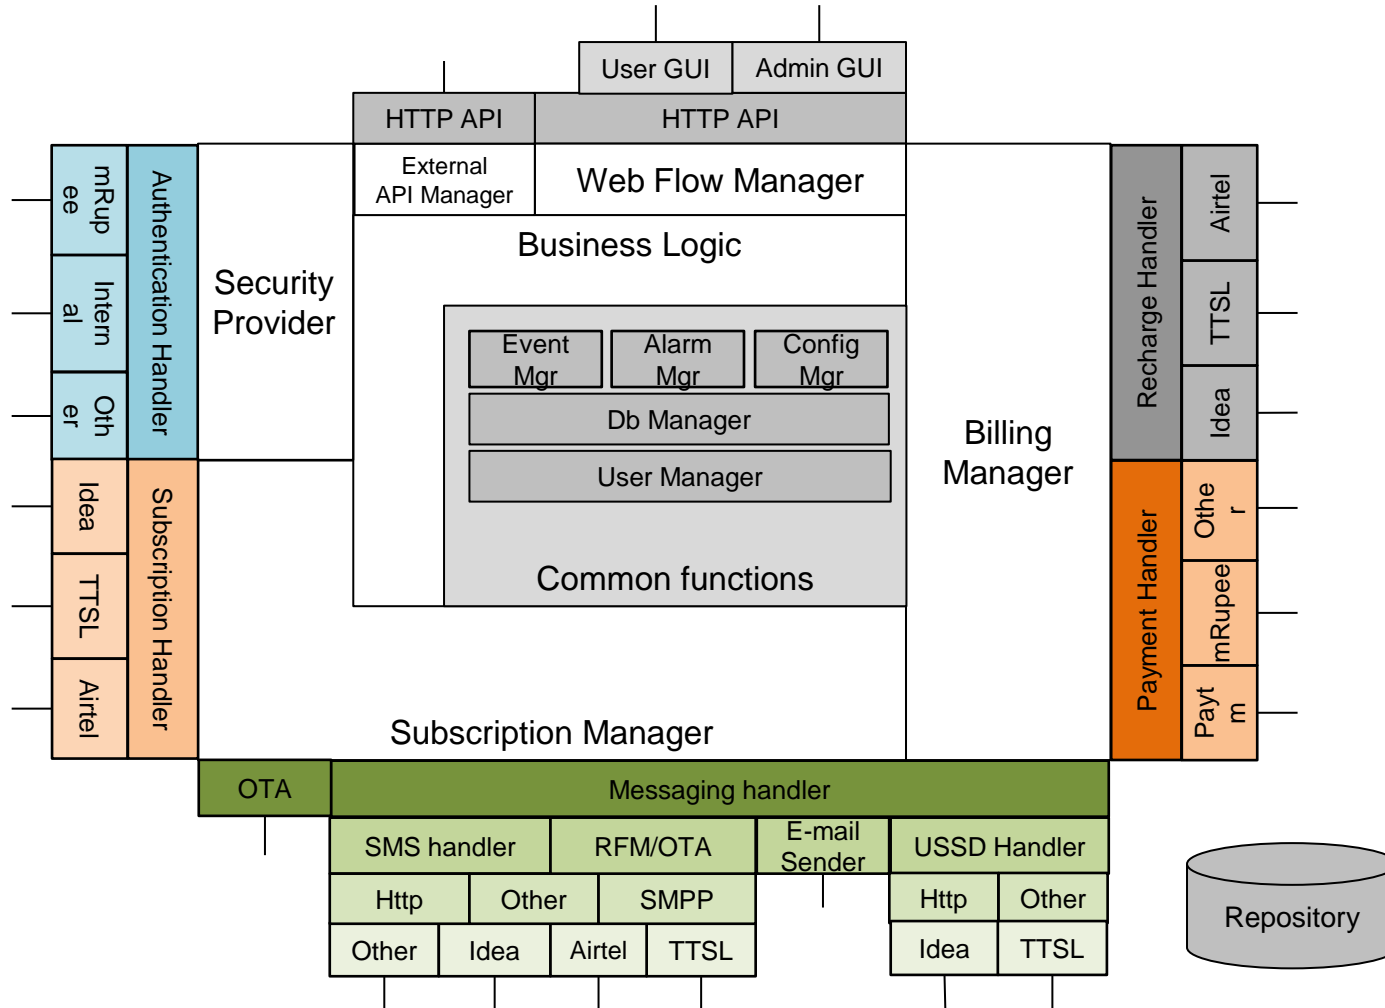 User GUI
Admin GUI
HTTP API
HTTP API
External
API Manager
Web Flow Manager
Business Logic
mRup
ee
Intern
al
Oth
er
Authentication Handler
Security
Provider
Idea
TTSL
Airtel
Subscription Handler
Event
Mgr
Alarm
Mgr
Config
Mgr
Db Manager
User Manager
Common functions
Billing
Manager
Recharge Handler
Airtel
TTSL
Idea
Payment Handler
Othe
r
mRupee
Payt
m
Subscription Manager
OTA
Messaging handler
SMS handler
RFM/OTA
E-mail
Sender
USSD Handler
Http
Other
SMPP
Http
Other
Other
Idea
Airtel
TTSL
Idea
TTSL
Repository